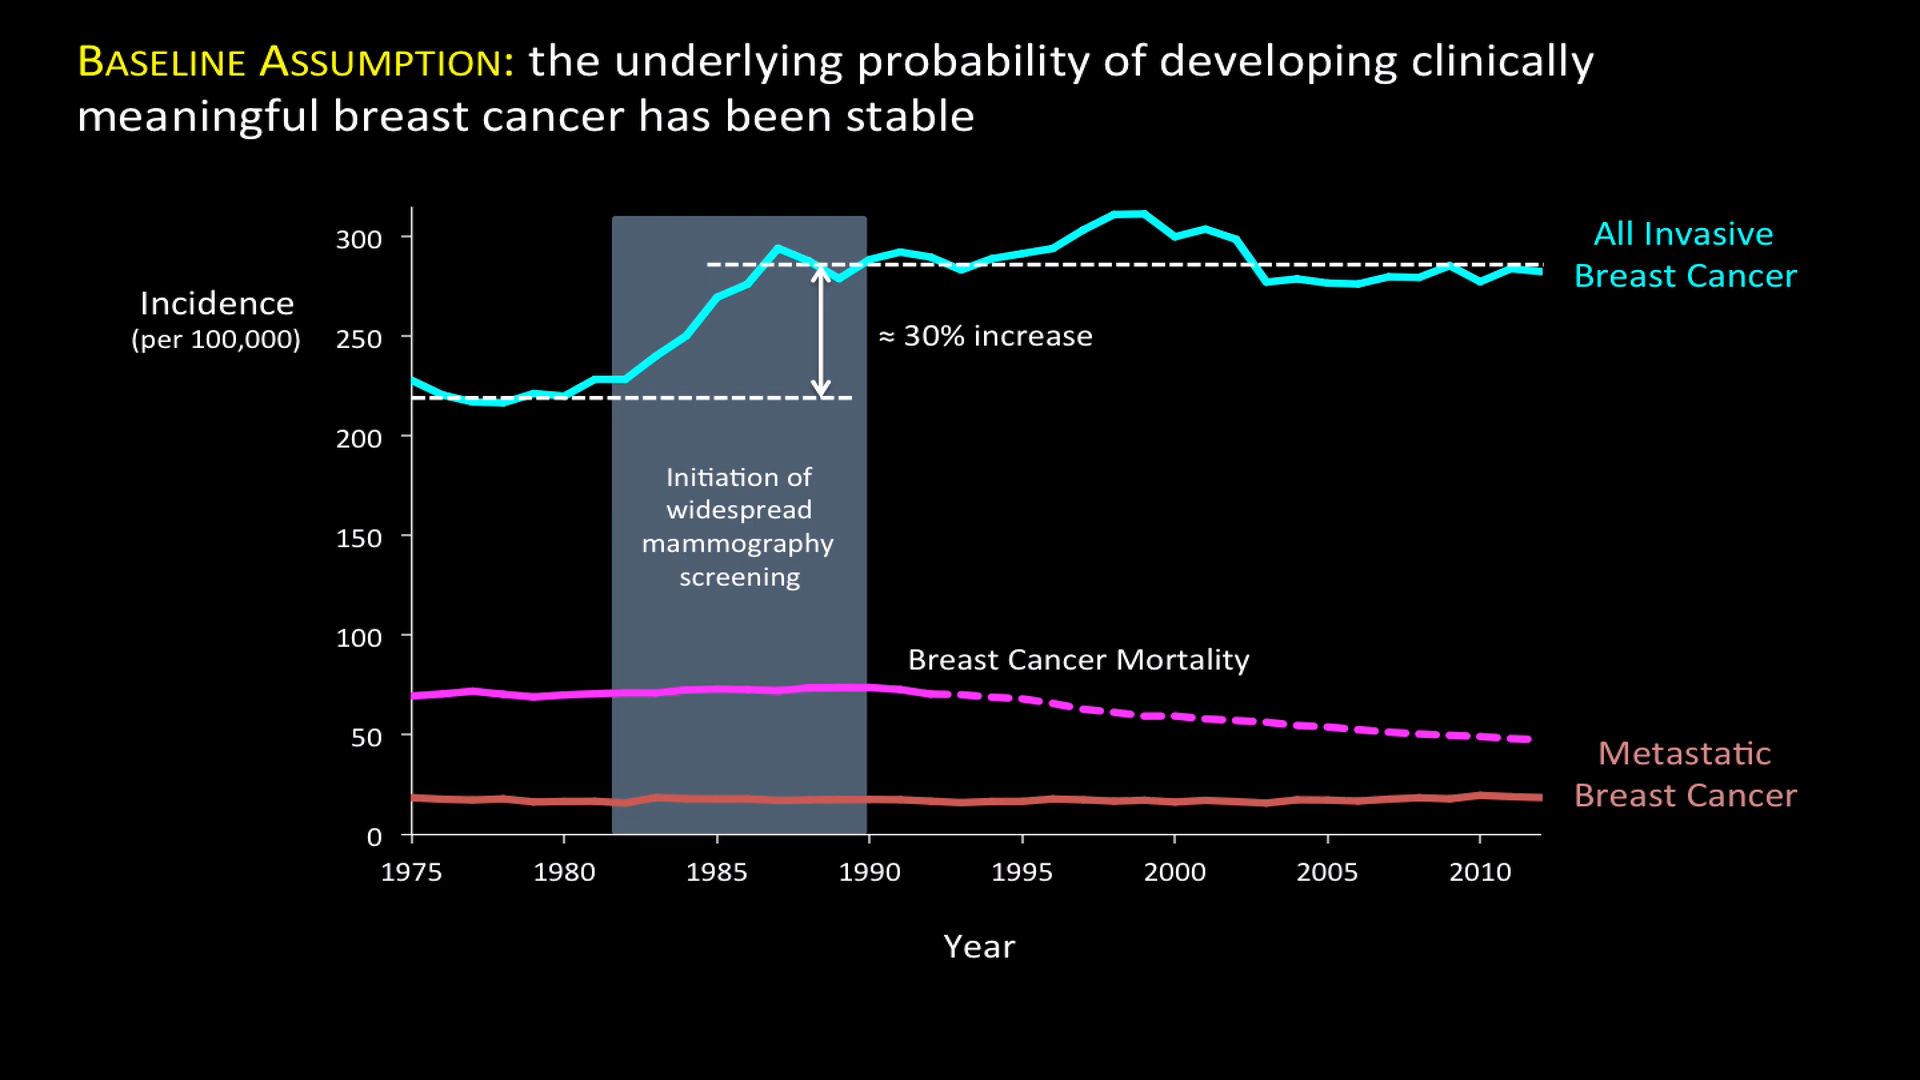 BASELINE ASSUMPTION: the underlying probability of developing clinically
meaningful breast cancer has been stable
300
250
200
150
100
50
0
Incidence
(per 100,000)
All Invasive
Breast Cancer
≈ 30% increase
Initiation of
widespread
mammography
screening
Breast Cancer Mortality
Metastatic
Breast Cancer
1975 1980 1985 1990 1995 2000 2005 2010
Year